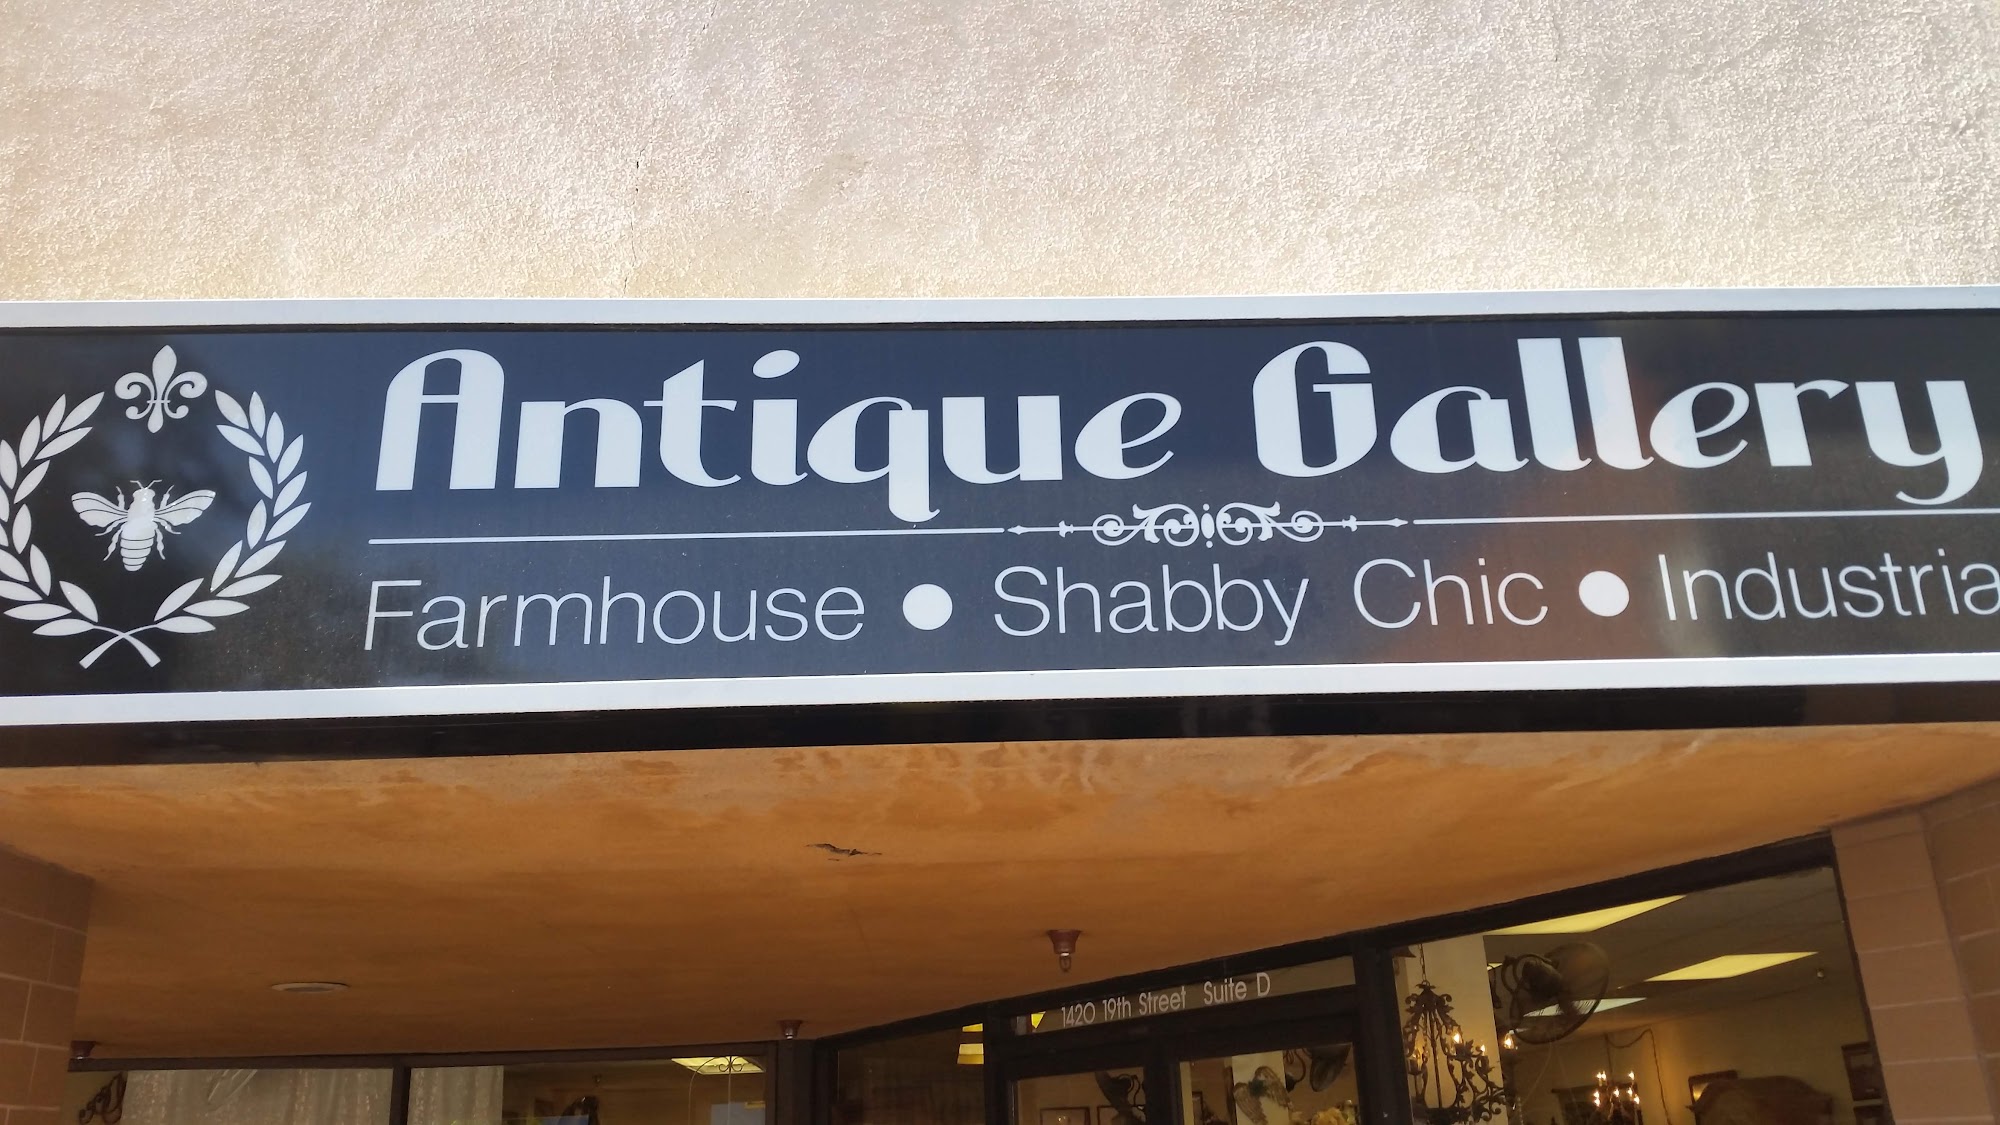 Antique Gallery
Farmhouse • Shabby Chic • Industria
1420 19th Street Suite D